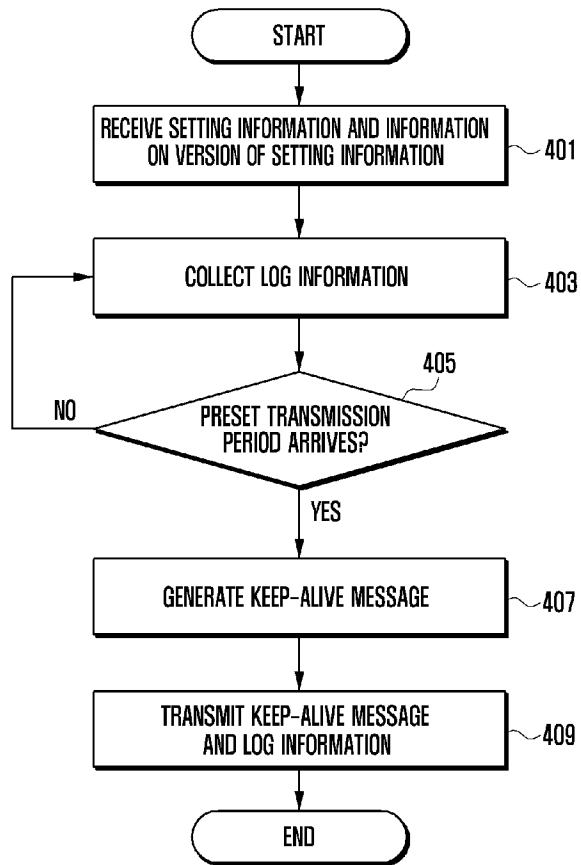 START
RECEIVE SETTING INFORMATION AND INFORMATION
ON VERSION OF SETTING INFORMATION
401
COLLECT LOG INFORMATION
403
405
NO
PRESET TRANSMISSION
PERIOD ARRIVES?
YES
GENERATE KEEP-ALIVE MESSAGE
407
TRANSMIT KEEP-ALIVE MESSAGE
AND LOG INFORMATION
409
END